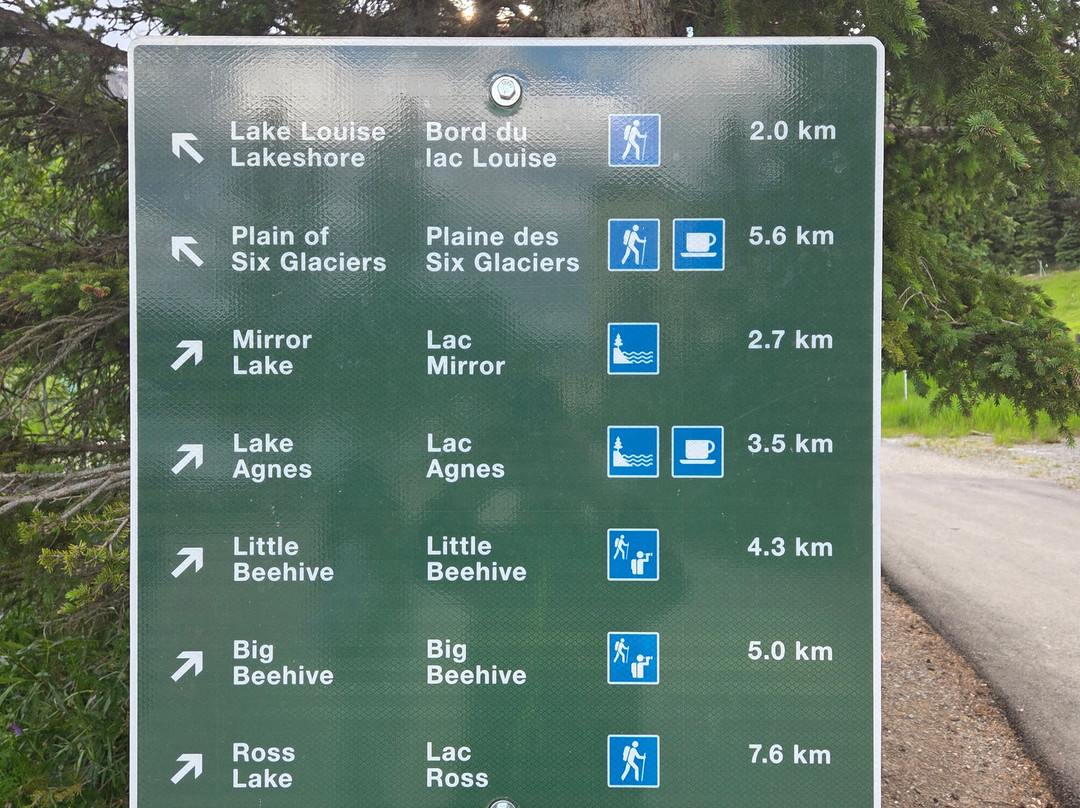 Lake Louise Bord du 2.0 km
Lakeshore lac Louise
Plain of Plaine des 5.6 km
Six Glaciers Six Glaciers
Mirror Lac 2.7 km
Lake Mirror
Lake Lac 3.5 km
Agnes Agnes
Little Little 4.3 km
Beehive Beehive
Big Big 5.0 km
Beehive Beehive
Ross Lac 7.6 km
Lake Ross